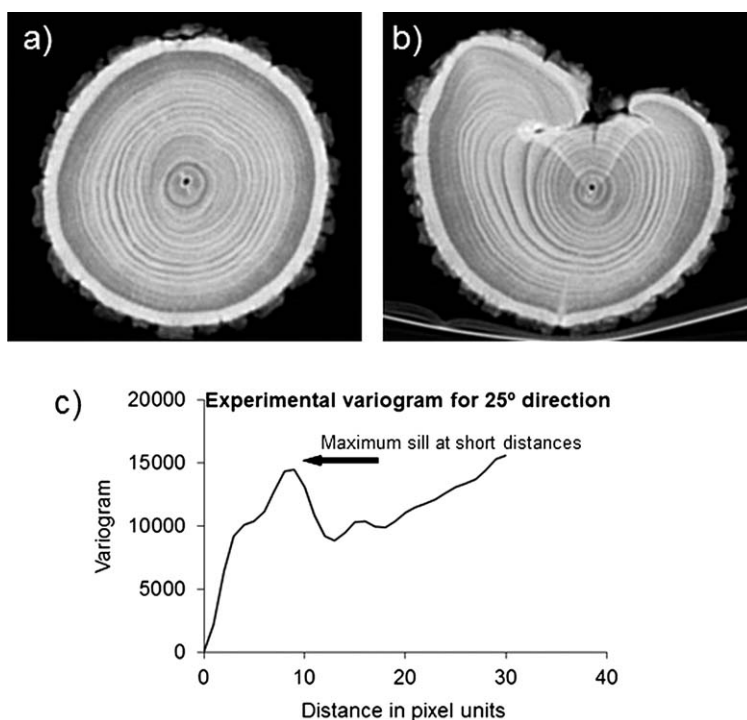 a)
b)
c)
Experimental variogram for 25º direction
Maximum sill at short distances
20000
15000
10000
5000
0
Variogram
0 10 20 30 40
Distance in pixel units